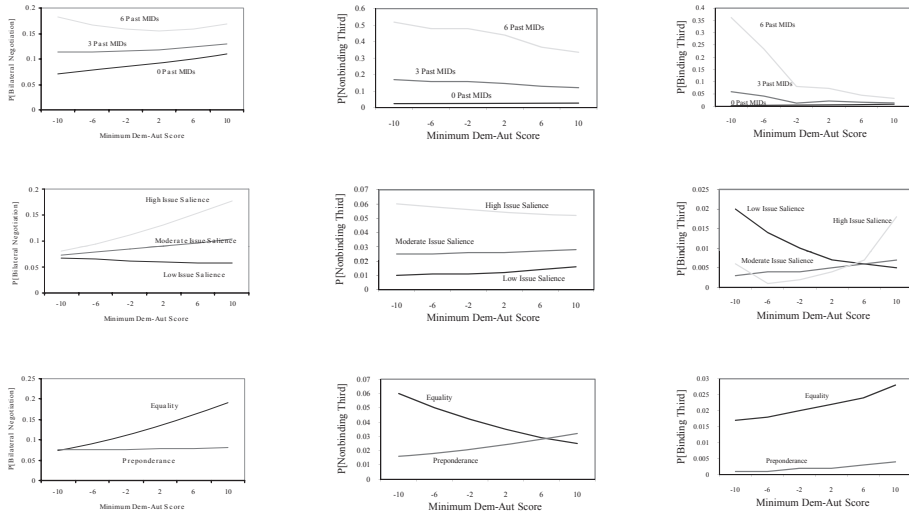 P[Bilateral Negotiation]
0.2
0.15
0.1
0.05
0
6 Past MIDs
3 Past MIDs
0 Past MIDs
-10 -6 -2 2 6 10
Minimum Dem-Aut Score
P[Nonbinding Third]
0.6
0.5
0.4
0.3
0.2
0.1
0
6 Past MIDs
3 Past MIDs
0 Past MIDs
-10 -6 -2 2 6 10
Minimum Dem-Aut Score
P[Binding Third]
0.4
0.35
0.3
0.25
0.2
0.15
0.1
0.05
0
6 Past MIDs
3 Past MIDs
0 Past MIDs
-10 -6 -2 2 6 10
Minimum Dem-Aut Score
P[Bilateral Negotiation]
0.2
0.15
0.1
0.05
0
High Issue Salience
Moderate Issue Salience
Low Issue Salience
-10 -6 -2 2 6 10
Minimum Dem-Aut Score
P[Nonbinding Third]
0.07
0.06
0.05
0.04
0.03
0.02
0.01
0.00
High Issue Salience
Moderate Issue Salience
Low Issue Salience
-10 -6 -2 2 6 10
Minimum Dem-Aut Score
P[Binding Third]
0.025
0.02
0.015
0.01
0.005
0
Low Issue Salience
High Issue Salience
Moderate Issue Salience
-10 -6 -2 2 6 10
Minimum Dem-Aut Score
P[Bilateral Negotiation]
0.25
0.2
0.15
0.1
0.05
0
Equality
Preponderance
-10 -6 -2 2 6 10
Minimum Dem-Aut Score
P[Nonbinding Third]
0.07
0.06
0.05
0.04
0.03
0.02
0.01
0
Equality
Preponderance
-10 -6 -2 2 6 10
Minimum Dem-Aut Score
P[Binding Third]
0.03
0.025
0.02
0.015
0.01
0.005
0
Equality
Preponderance
-10 -6 -2 2 6 10
Minimum Dem-Aut Score